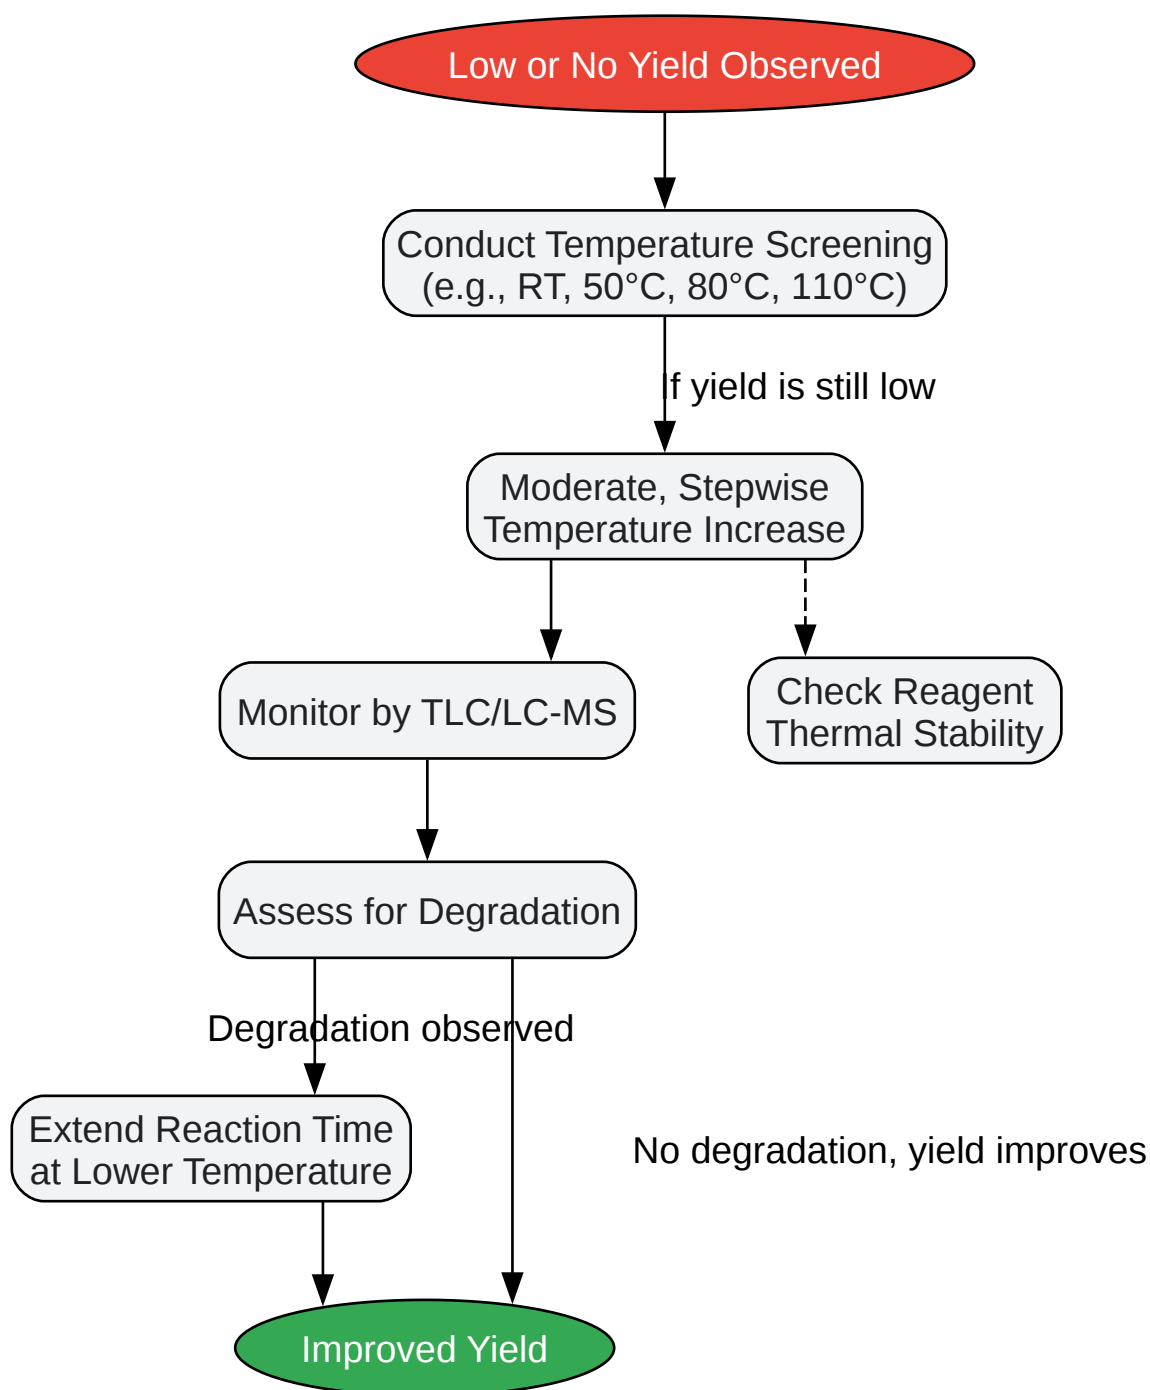 Low or No Yield Observed
Conduct Temperature Screening
(e.g., RT, 50°C, 80°C, 110°C)
If yield is still low
Moderate, Stepwise
Temperature Increase
Monitor by TLC/LC-MS
Check Reagent
Thermal Stability
Assess for Degradation
Degradation observed
Extend Reaction Time
at Lower Temperature
No degradation, yield improves
Improved Yield